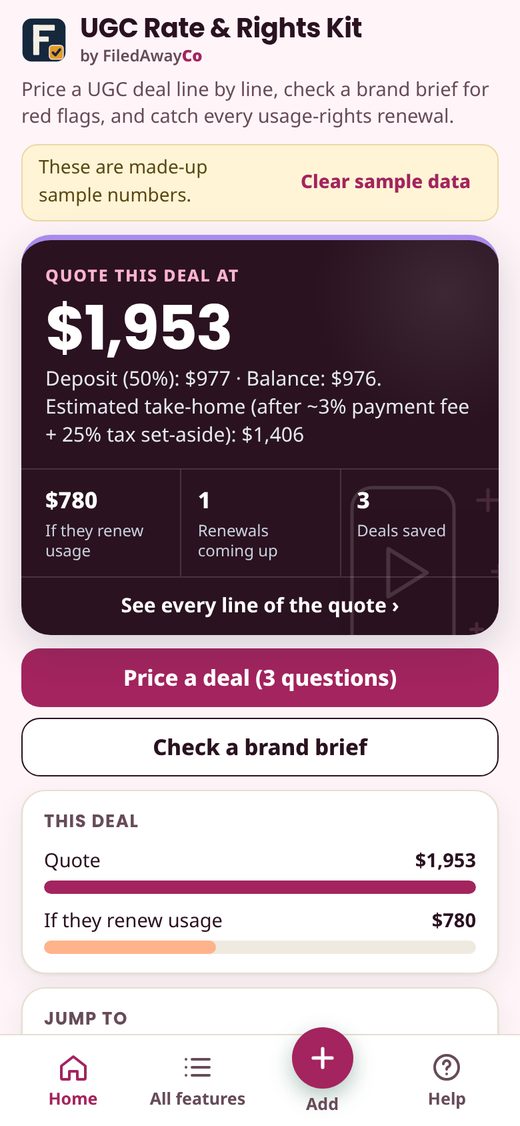 F
UGC Rate & Rights Kit
by FiledAwayCo
Price a UGC deal line by line, check a brand brief for
red flags, and catch every usage-rights renewal.
These are made-up
sample numbers.
Clear sample data
QUOTE THIS DEAL AT
$1,953
Deposit (50%): $977 · Balance: $976.
Estimated take-home (after ~3% payment fee
+ 25% tax set-aside): $1,406
$780
If they renew
usage
1
Renewals
coming up
3
Deals saved
See every line of the quote ›
Price a deal (3 questions)
Check a brand brief
THIS DEAL
Quote
$1,953
If they renew usage
$780
JUMP TO
Home
All features
Add
Help